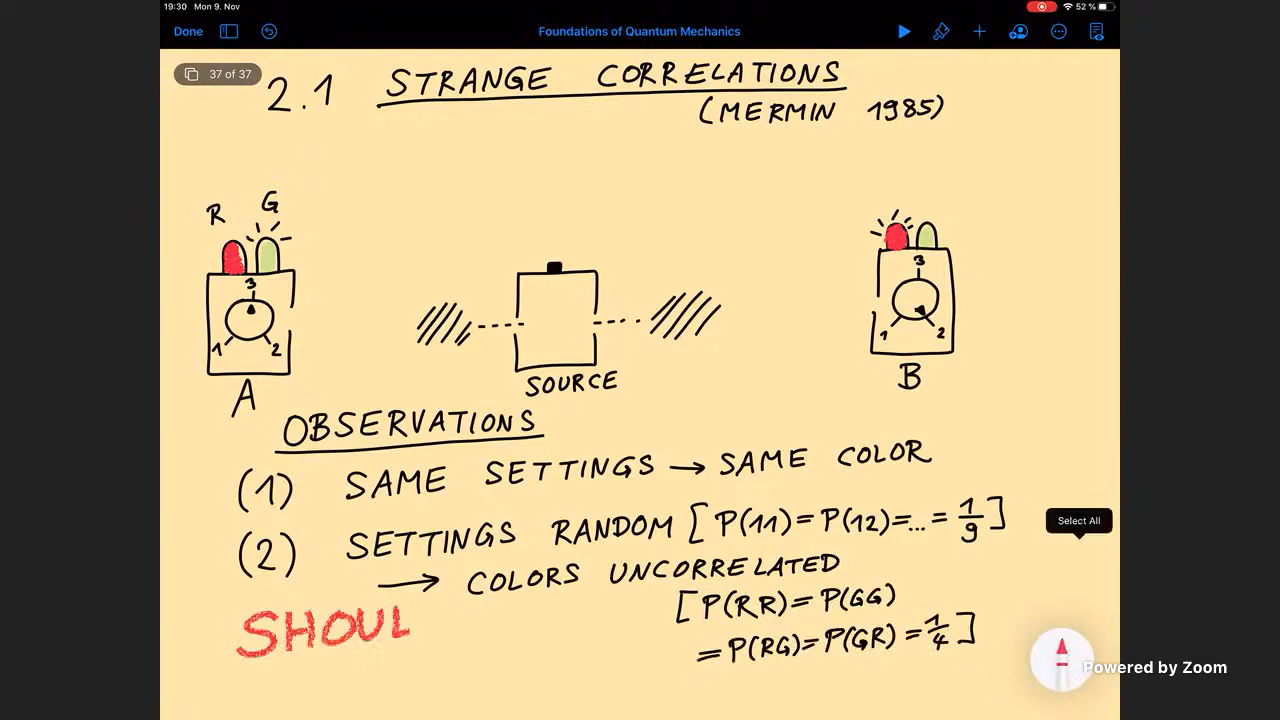 19:30 Mon 9. Nov
52 %
Done
Foundations of Quantum Mechanics
37 of 37
2.1 STRANGE CORRELATIONS
(MERMIN 1985)
R G
3
1 2
A
SOURCE
3
1 2
B
OBSERVATIONS
(1) SAME SETTINGS → SAME COLOR
(2) SETTINGS RANDOM [P(11)=P(12)=...=1/9]
Select All
→ COLORS UNCORRELATED
[P(RR)=P(GG)
=P(RG)=P(GR)=1/4]
SHOUL
Powered by Zoom